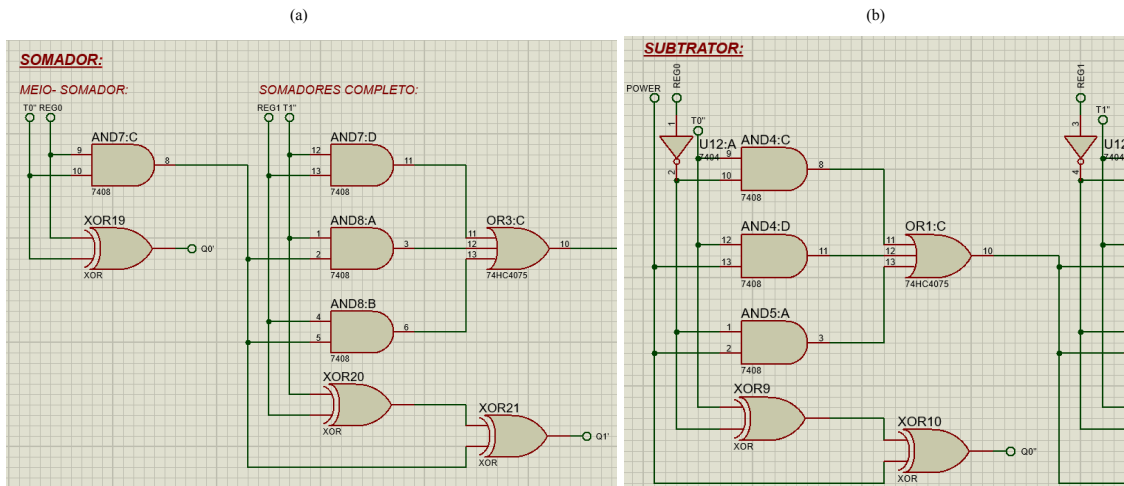 (a)
SOMADOR:
MEIO- SOMADOR:
SOMADORES COMPLETO:
T0" REG0
REG1 T1"
AND7:C
9
10
8
7408
AND7:D
12
13
11
7408
XOR19
XOR
Q0'
AND8:A
1
2
3
7408
OR3:C
11
12
13
10
74HC4075
AND8:B
4
5
6
7408
XOR20
XOR
XOR21
XOR
Q1'
(b)
SUBTRATOR:
POWER
REG0
REG1
T0"
T1"
1
2
U12:A
7404
3
4
U12
7404
AND4:C
9
10
8
7408
AND4:D
12
13
11
7408
OR1:C
11
12
13
10
74HC4075
AND5:A
1
2
3
7408
XOR9
XOR
XOR10
XOR
Q0"